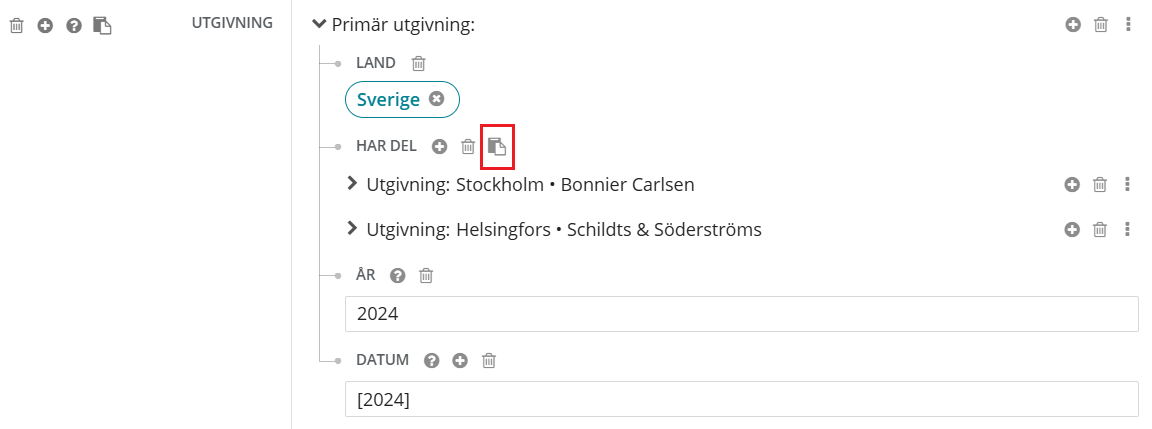 UTGIVNING
Primär utgivning:
LAND
Sverige
HAR DEL
Utgivning: Stockholm • Bonnier Carlsen
Utgivning: Helsingfors • Schildts & Söderströms
ÅR
2024
DATUM
[2024]